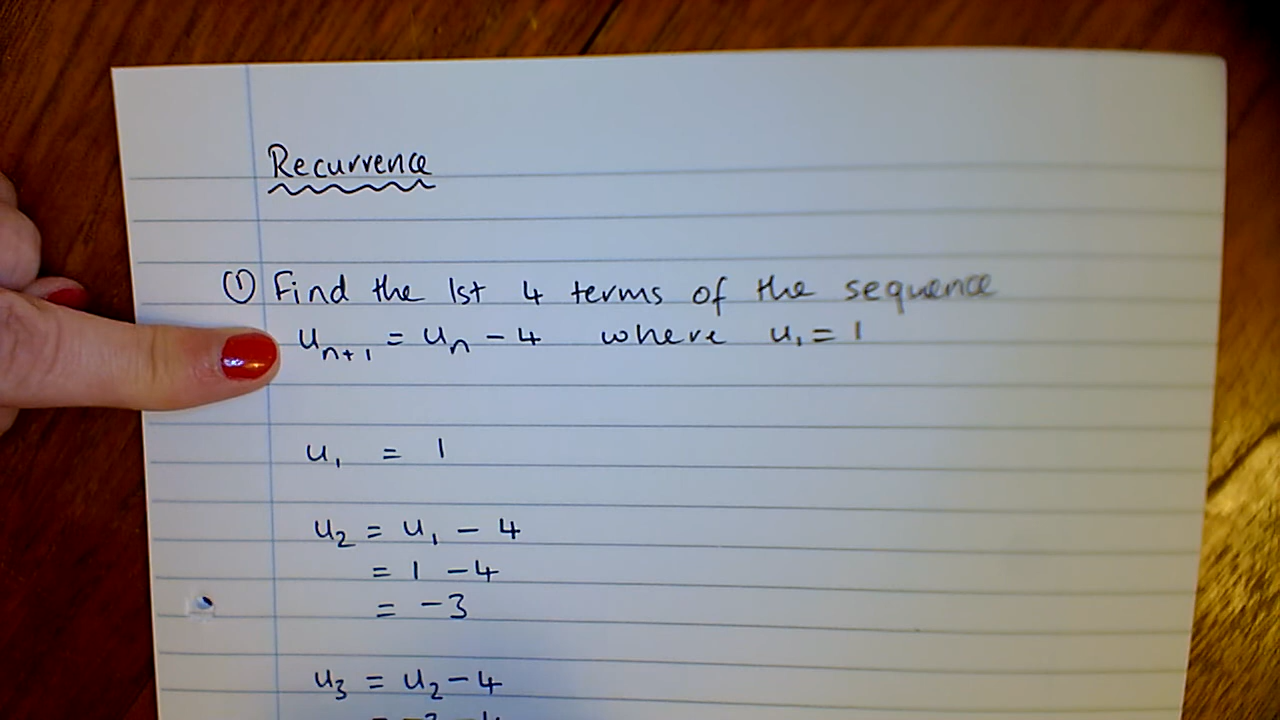 Recurrence
① Find the 1st 4 terms of the sequence
uₙ₊₁ = uₙ - 4 where u₁ = 1
u₁ = 1
u₂ = u₁ - 4
= 1 - 4
= -3
u₃ = u₂ - 4